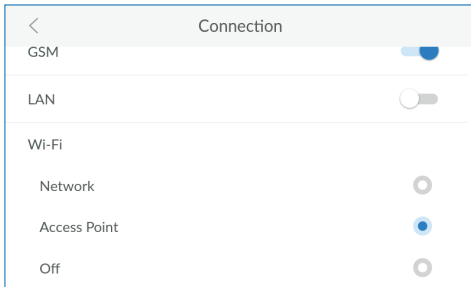 Connection
GSM
LAN
Wi-Fi
Network
Access Point
Off